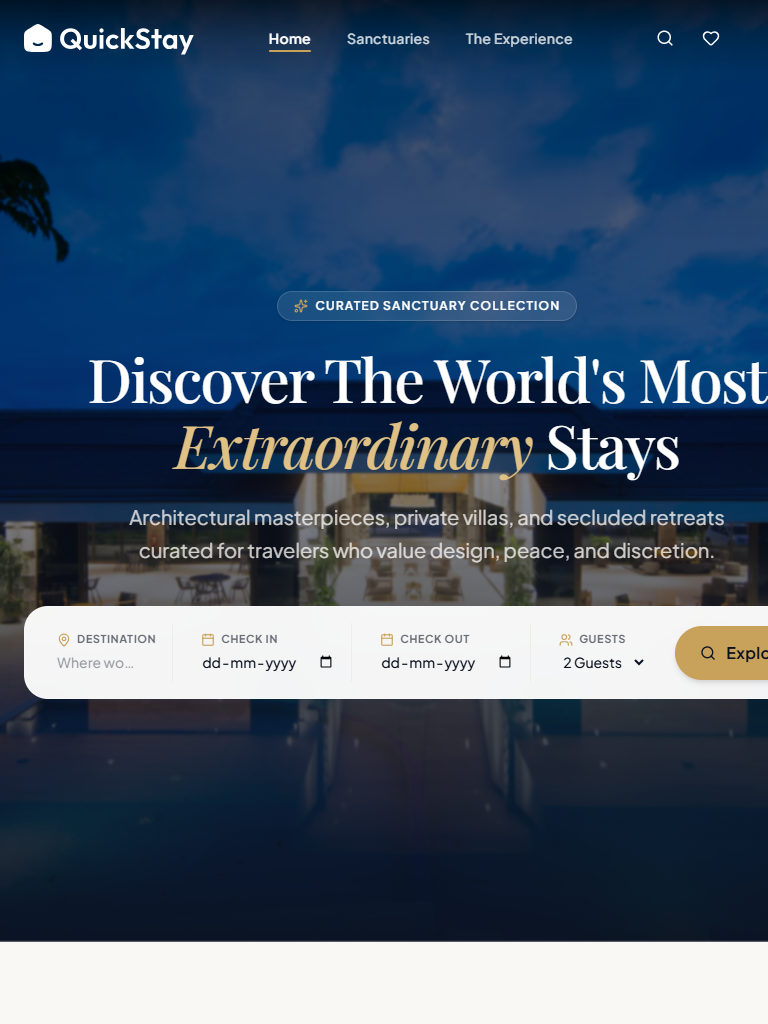 QuickStay
Home
Sanctuaries
The Experience
CURATED SANCTUARY COLLECTION
Discover The World's Most
Extraordinary Stays
Architectural masterpieces, private villas, and secluded retreats
curated for travelers who value design, peace, and discretion.
DESTINATION
Where wo...
CHECK IN
dd-mm-yyyy
CHECK OUT
dd-mm-yyyy
GUESTS
2 Guests
Explo